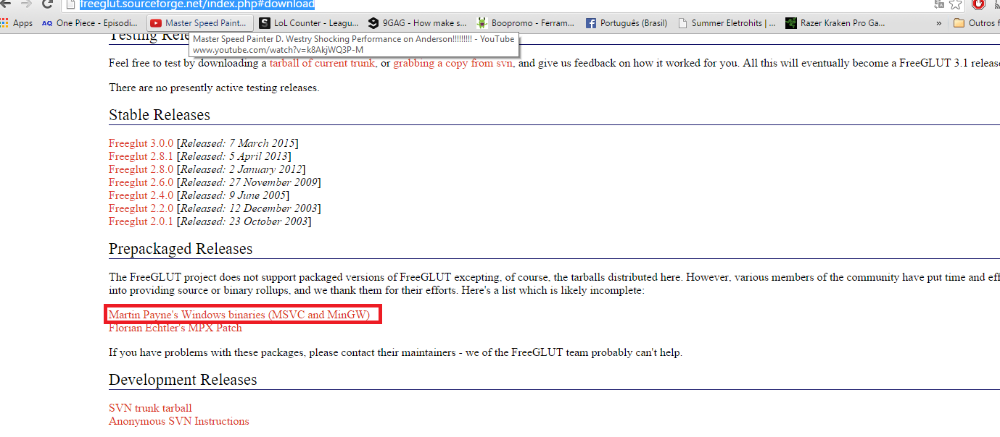 freeglut.sourceforge.net/index.php#download
Apps AQ One Piece - Episodi... Master Speed Paint... S LoL Counter - Leagu... 9GAG - How make s... Boopromo - Ferram... f Português (Brasil) Summer Eletrohits | ... Razer Kraken Pro Ga... » Outros f
Testing Rele
Master Speed Painter D. Westry Shocking Performance on Anderson!!!!!!!!! - YouTube
www.youtube.com/watch?v=k8AkjWQ3P-M
Feel free to test by downloading a tarball of current trunk, or grabbing a copy from svn, and give us feedback on how it worked for you. All this will eventually become a FreeGLUT 3.1 release
There are no presently active testing releases.
Stable Releases
Freeglut 3.0.0 [Released: 7 March 2015]
Freeglut 2.8.1 [Released: 5 April 2013]
Freeglut 2.8.0 [Released: 2 January 2012]
Freeglut 2.6.0 [Released: 27 November 2009]
Freeglut 2.4.0 [Released: 9 June 2005]
Freeglut 2.2.0 [Released: 12 December 2003]
Freeglut 2.0.1 [Released: 23 October 2003]
Prepackaged Releases
The FreeGLUT project does not support packaged versions of FreeGLUT excepting, of course, the tarballs distributed here. However, various members of the community have put time and eff
into providing source or binary rollups, and we thank them for their efforts. Here's a list which is likely incomplete:
Martin Payne's Windows binaries (MSVC and MinGW)
Florian Echtler's MPX Patch
If you have problems with these packages, please contact their maintainers - we of the FreeGLUT team probably can't help.
Development Releases
SVN trunk tarball
Anonymous SVN Instructions